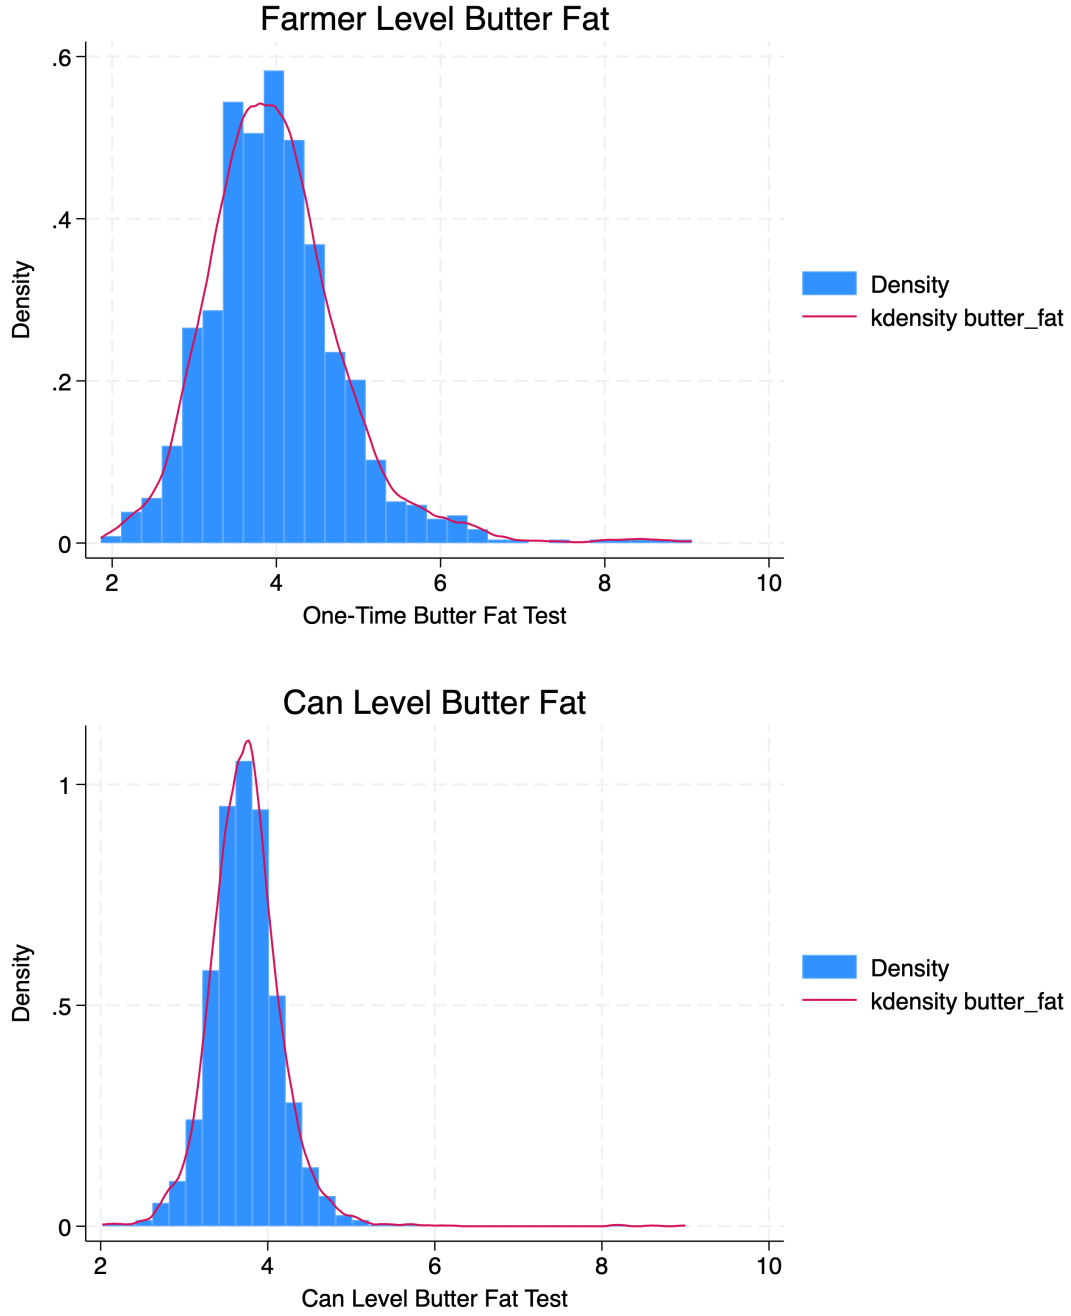 Farmer Level Butter Fat
.6
.4
.2
0
Density
2 4 6 8 10
One-Time Butter Fat Test
Density
kdensity butter_fat
Can Level Butter Fat
1
.5
0
Density
2 4 6 8 10
Can Level Butter Fat Test
Density
kdensity butter_fat